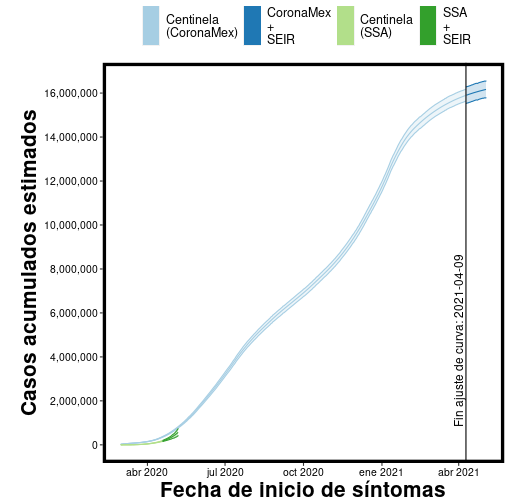 Centinela
(CoronaMex)
CoronaMex
+
SEIR
Centinela
(SSA)
SSA
+
SEIR
Casos acumulados estimados
16,000,000
14,000,000
12,000,000
10,000,000
8,000,000
6,000,000
4,000,000
2,000,000
0
Fin ajuste de curva: 2021-04-09
abr 2020
jul 2020
oct 2020
ene 2021
abr 2021
Fecha de inicio de síntomas